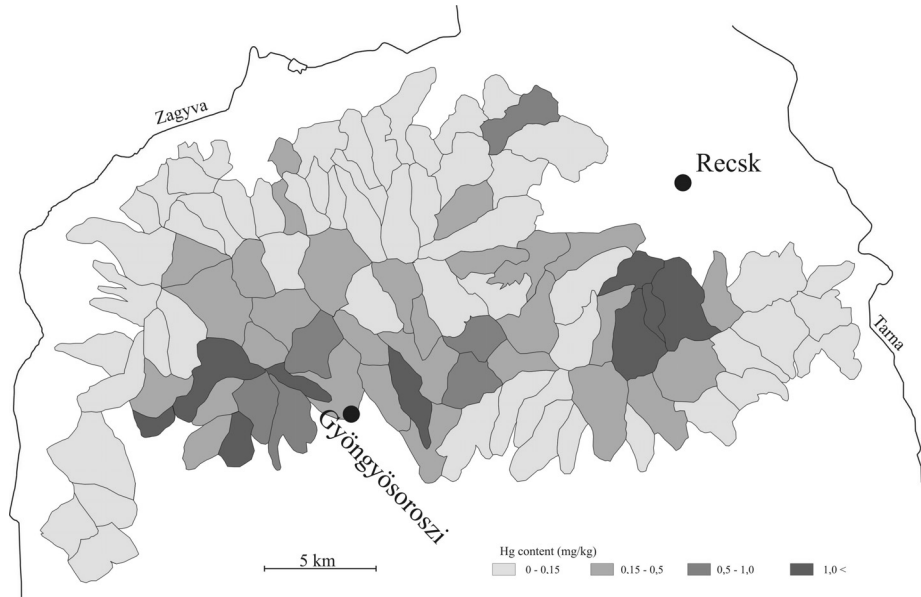 Zagyva
Recsk
Tarna
Gyöngyösoroszi
5 km
Hg content (mg/kg)
0 - 0,15
0.15 - 0,5
0,5 - 1,0
1,0 <